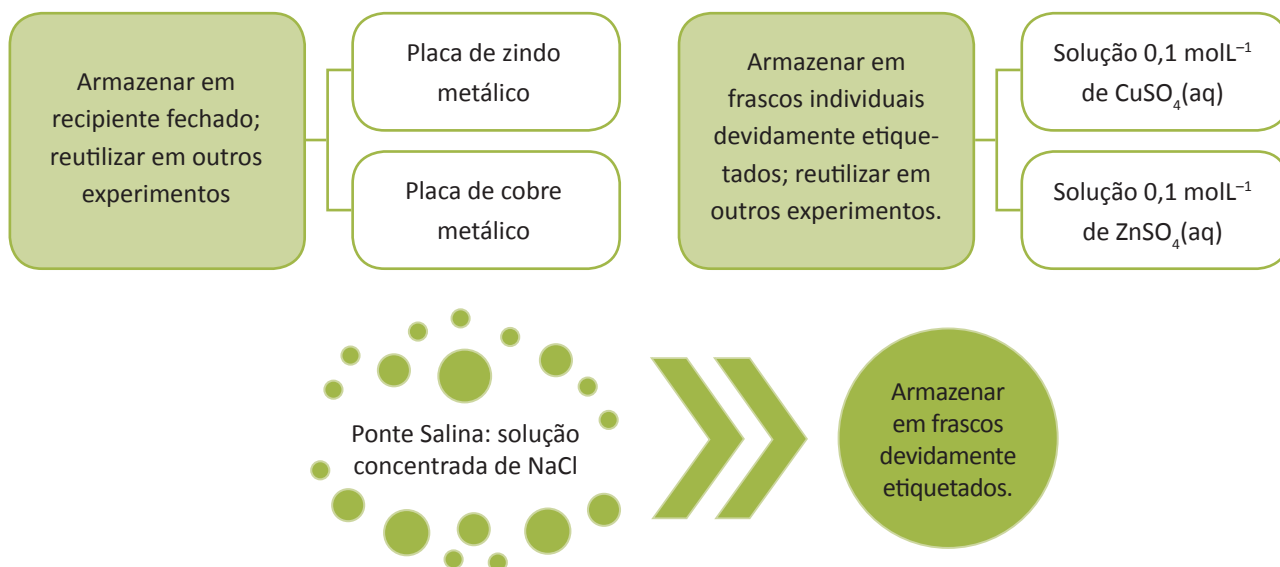 Armazenar em
recipiente fechado;
reutilizar em outros
experimentos
Placa de zindo
metálico
Placa de cobre
metálico
Armazenar em
frascos individuais
devidamente etique-
tados; reutilizar em
outros experimentos.
Solução 0,1 molL⁻¹
de CuSO₄(aq)
Solução 0,1 molL⁻¹
de ZnSO₄(aq)
Ponte Salina: solução
concentrada de NaCl
Armazenar
em frascos
devidamente
etiquetados.